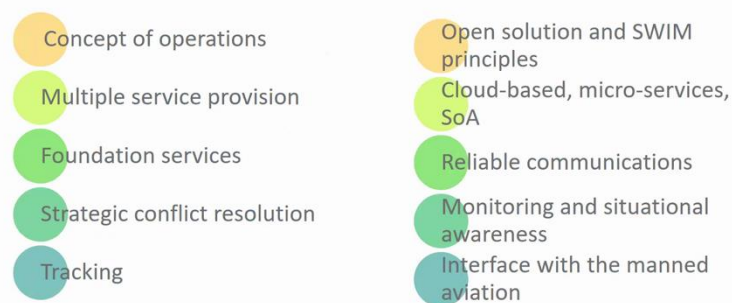 Concept of operations
Multiple service provision
Foundation services
Strategic conflict resolution
Tracking
Open solution and SWIM
principles
Cloud-based, micro-services,
SoA
Reliable communications
Monitoring and situational
awareness
Interface with the manned
aviation